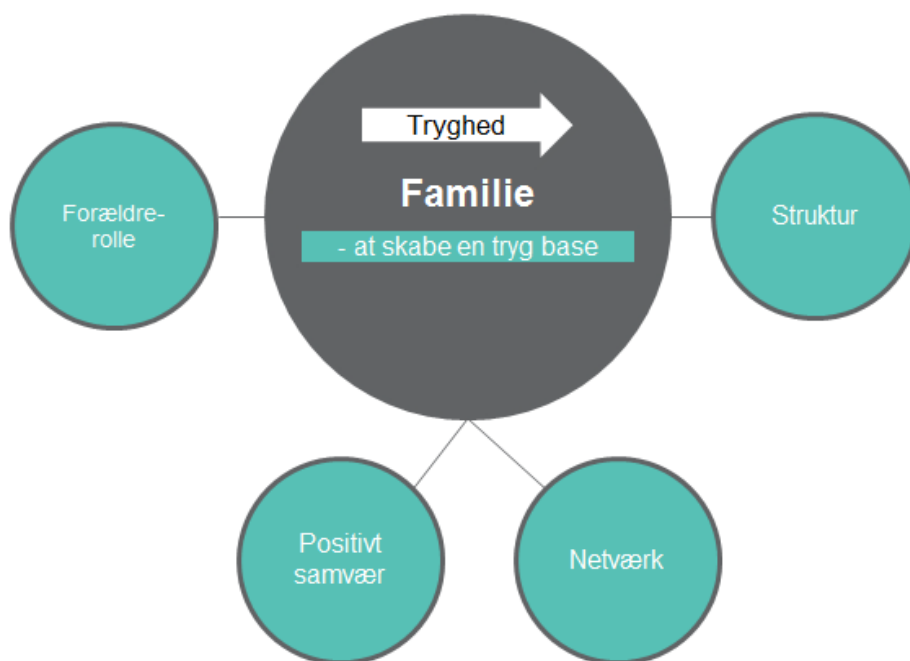 Tryghed
Familie
- at skabe en tryg base
Forældre-
rolle
Struktur
Positivt
samvær
Netværk